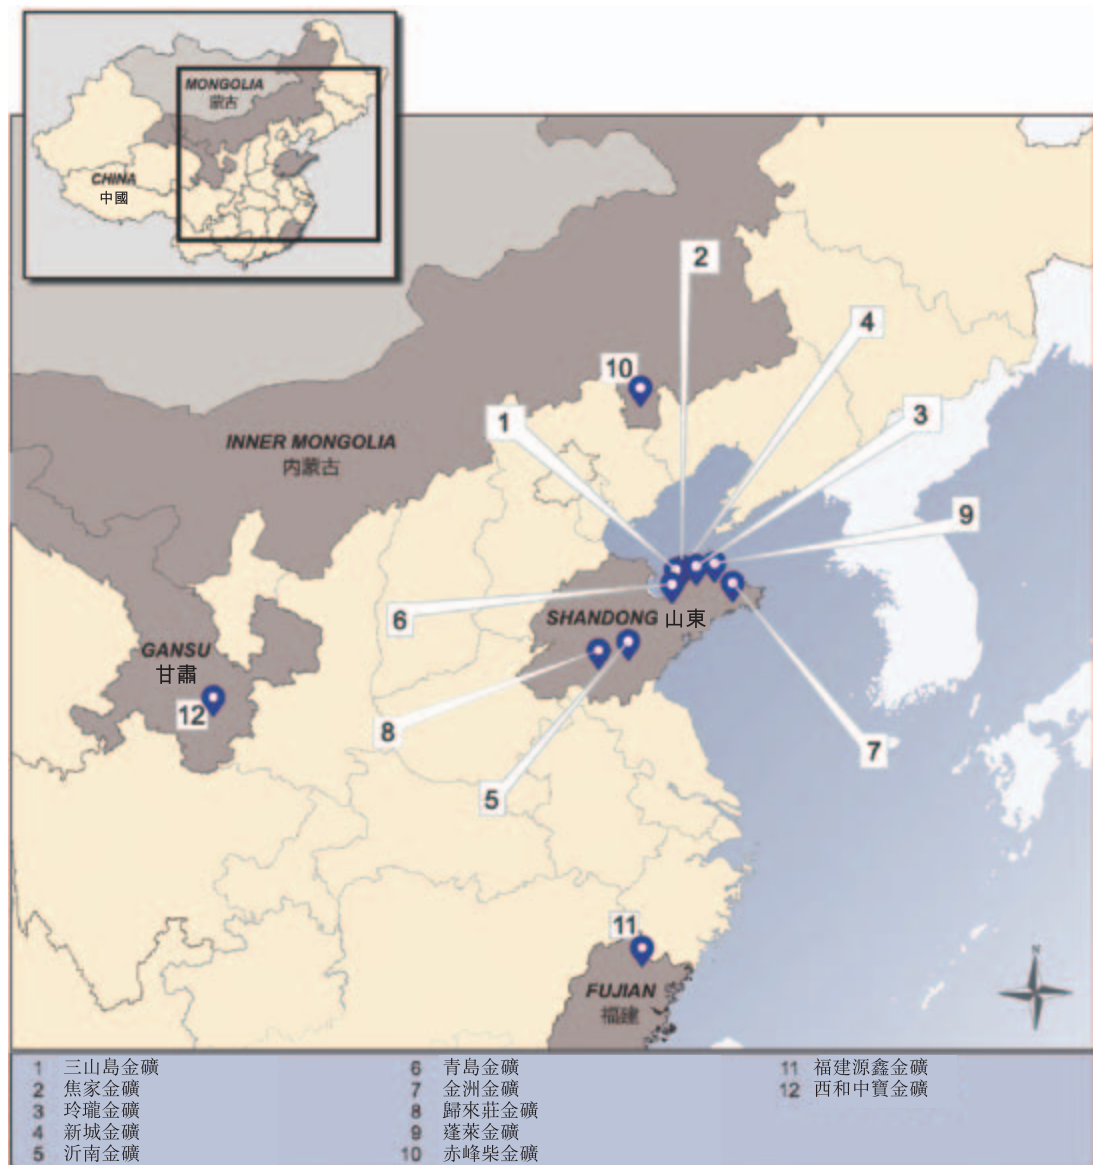 MONGOLIA
蒙古
CHINA
中國
2
4
10
3
1
INNER MONGOLIA
內蒙古
9
6
SHANDONG 山東
GANSU
甘肅
12
8
7
5
11
N
FUJIAN
福建
1 三山島金礦
2 焦家金礦
3 玲瓏金礦
4 新城金礦
5 沂南金礦
6 青島金礦
7 金洲金礦
8 歸來莊金礦
9 蓬萊金礦
10 赤峰柴金礦
11 福建源鑫金礦
12 西和中寶金礦